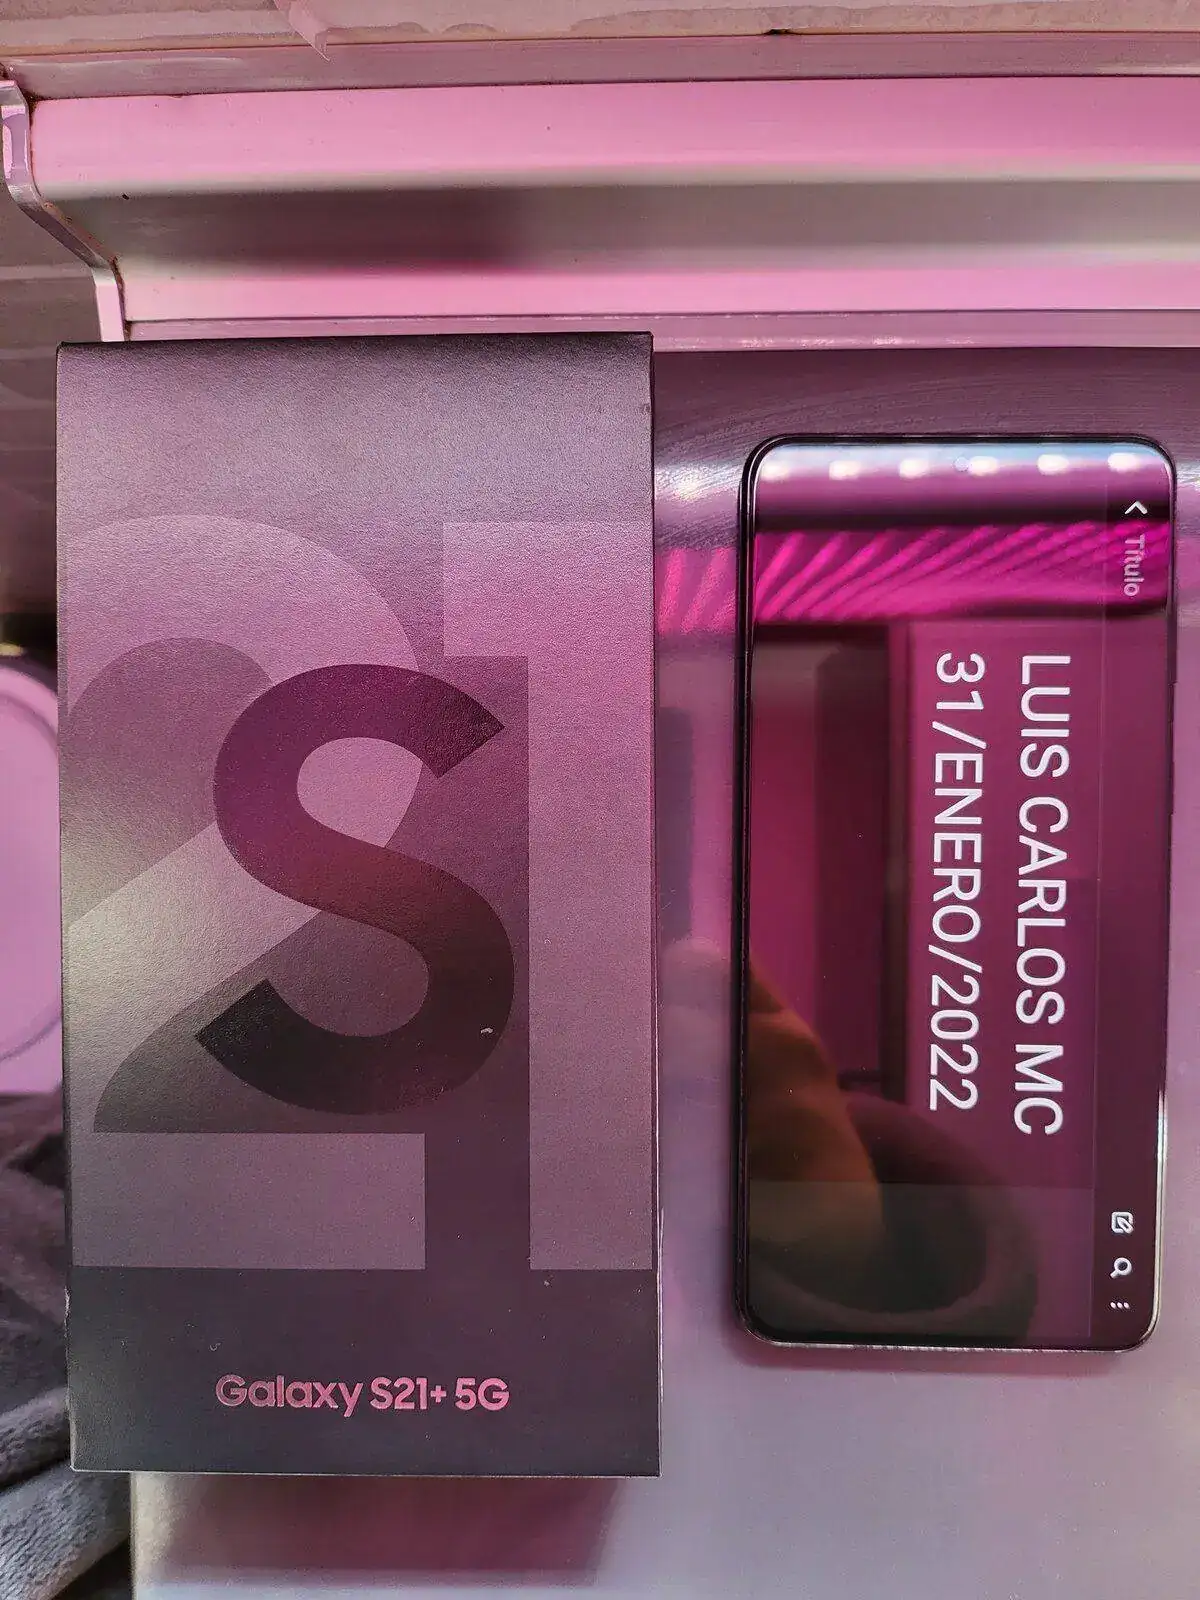 S21
Galaxy S21+ 5G
Título
LUIS CARLOS MC
31/ENERO/2022